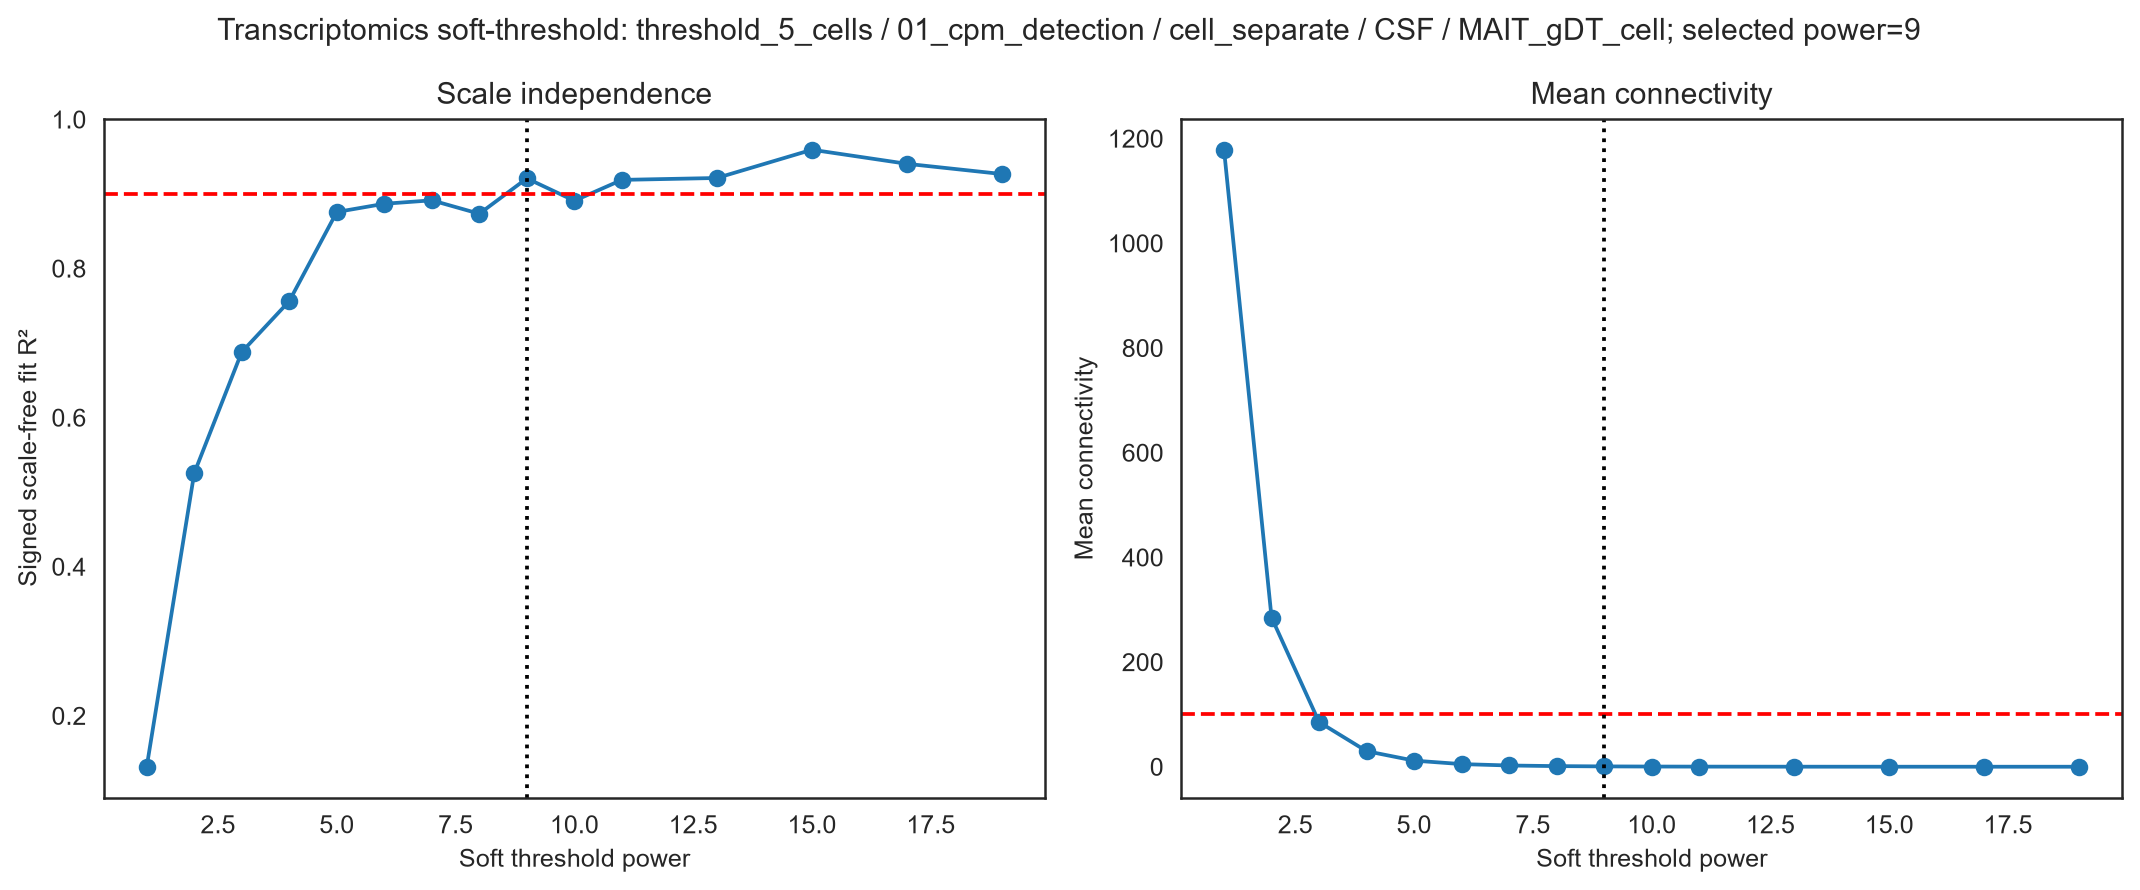 Transcriptomics soft-threshold: threshold_5_cells / 01_cpm_detection / cell_separate / CSF / MAIT_gDT_cell; selected power=9
Scale independence
Signed scale-free fit R²
1.0
0.8
0.6
0.4
0.2
2.5 5.0 7.5 10.0 12.5 15.0 17.5
Soft threshold power
Mean connectivity
Mean connectivity
1200
1000
800
600
400
200
0
2.5 5.0 7.5 10.0 12.5 15.0 17.5
Soft threshold power